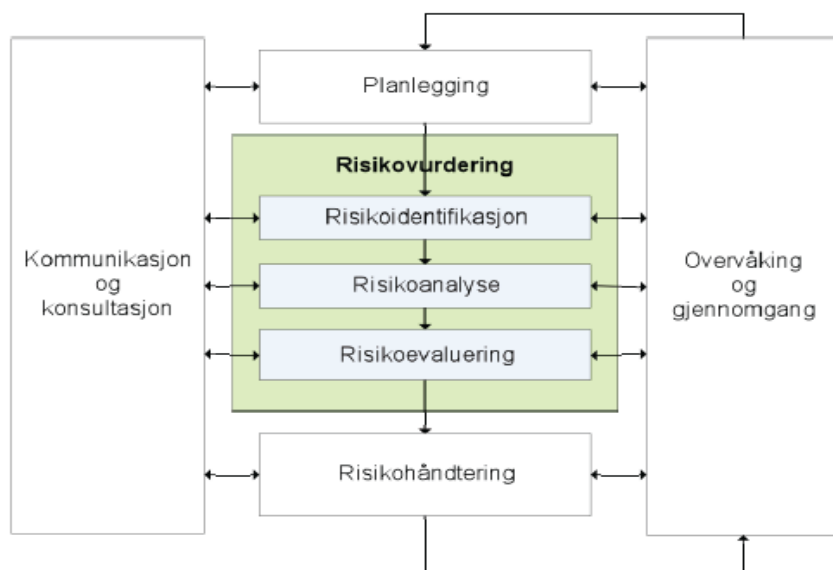 Planlegging
Risikovurdering
Risikoidentifikasjon
Risikoanalyse
Risikoevaluering
Risikohåndtering
Kommunikasjon
og
konsultasjon
Overvåking
og
gjennomgang